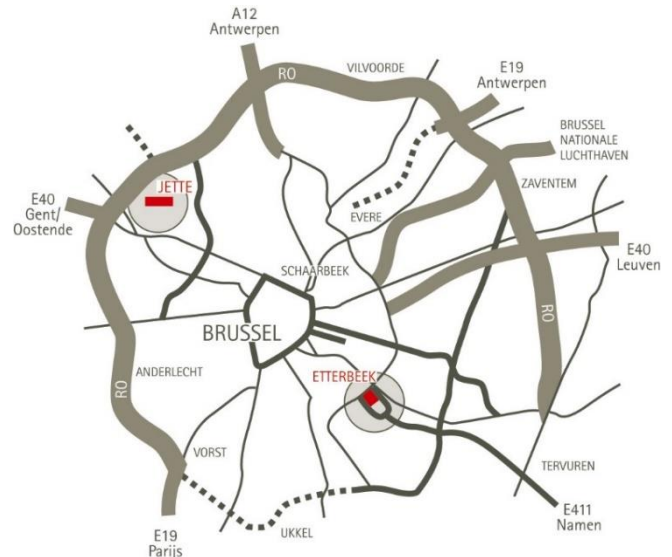 A12
Antwerpen
RO
VILVOORDE
E19
Antwerpen
BRUSSEL
NATIONALE
LUCHTHAVEN
JETTE
ZAVENTEM
E40
Gent/
Oostende
EVERE
SCHAARBEEK
E40
Leuven
RO
BRUSSEL
ANDERLECHT
ETTERBEEK
RO
VORST
TERVUREN
UKKEL
E411
Namen
E19
Parijs